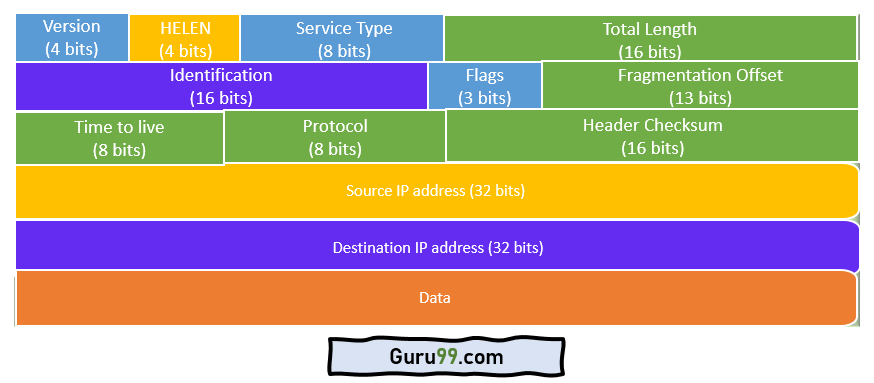 Version
(4 bits)
HELEN
(4 bits)
Service Type
(8 bits)
Total Length
(16 bits)
Identification
(16 bits)
Flags
(3 bits)
Fragmentation Offset
(13 bits)
Time to live
(8 bits)
Protocol
(8 bits)
Header Checksum
(16 bits)
Source IP address (32 bits)
Destination IP address (32 bits)
Data
Guru99.com